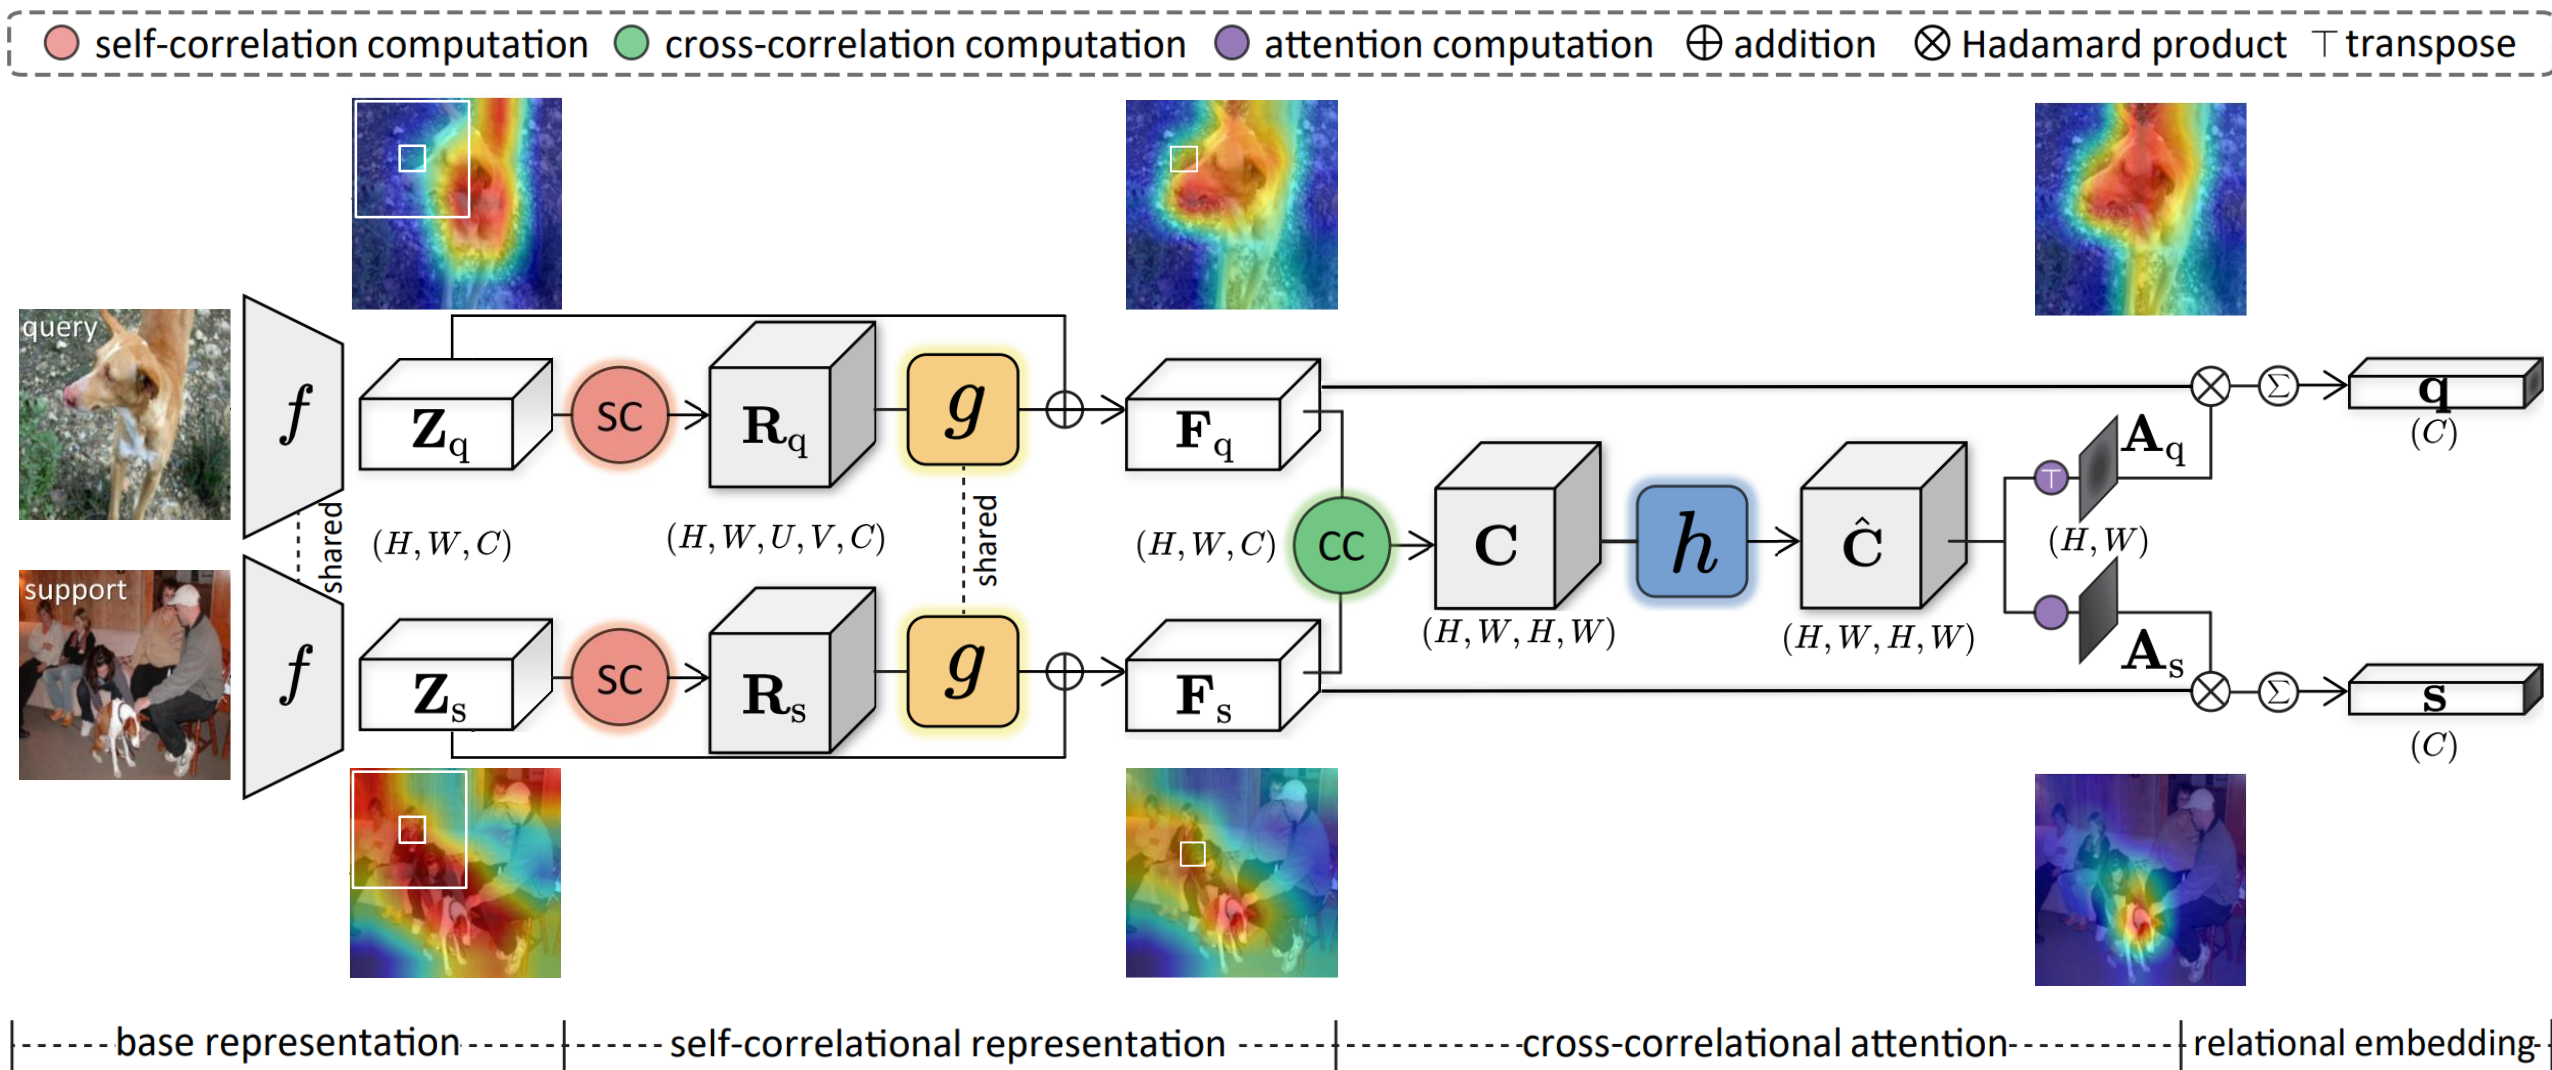 self-correlation computation cross-correlation computation attention computation ⊕ addition ⊗ Hadamard product ⊤ transpose
query
f
Z_q
SC
R_q
g
F_q
q
(C)
A_q
⊤
(H, W)
shared
(H, W, C)
(H, W, U, V, C)
shared
(H, W, C)
CC
C
(H, W, H, W)
h
Ĉ
(H, W, H, W)
support
f
Z_s
SC
R_s
g
F_s
A_s
Σ
Σ
s
(C)
base representation self-correlational representation cross-correlational attention relational embedding